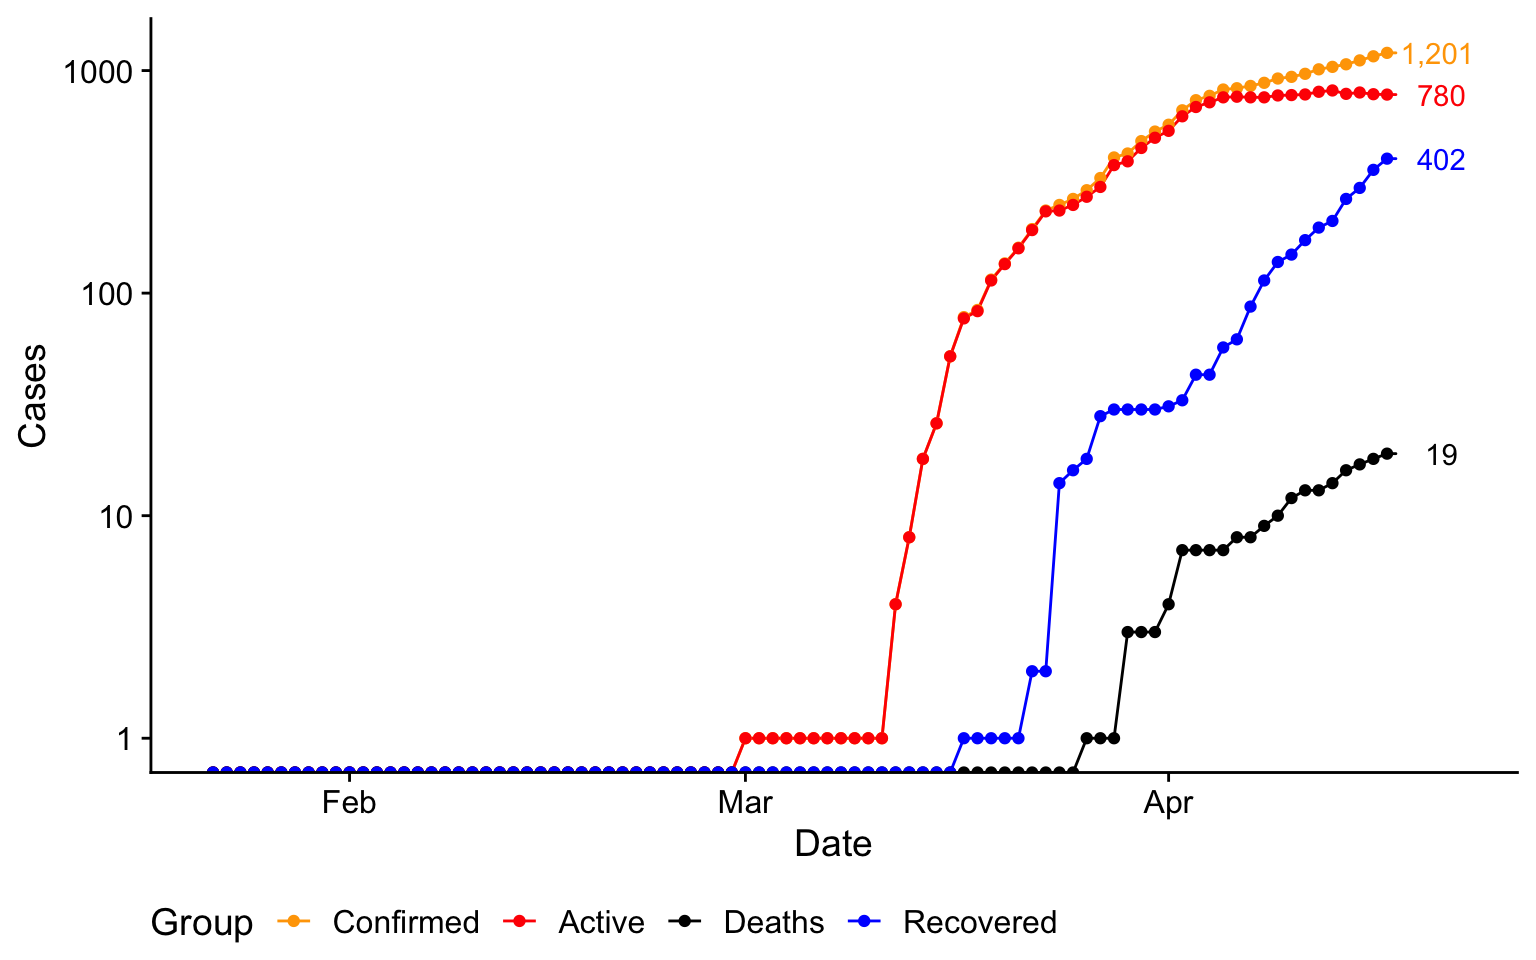 1,201
1000
780
402
100
Cases
19
10
1
Feb Mar Apr
Date
Group Confirmed Active Deaths Recovered